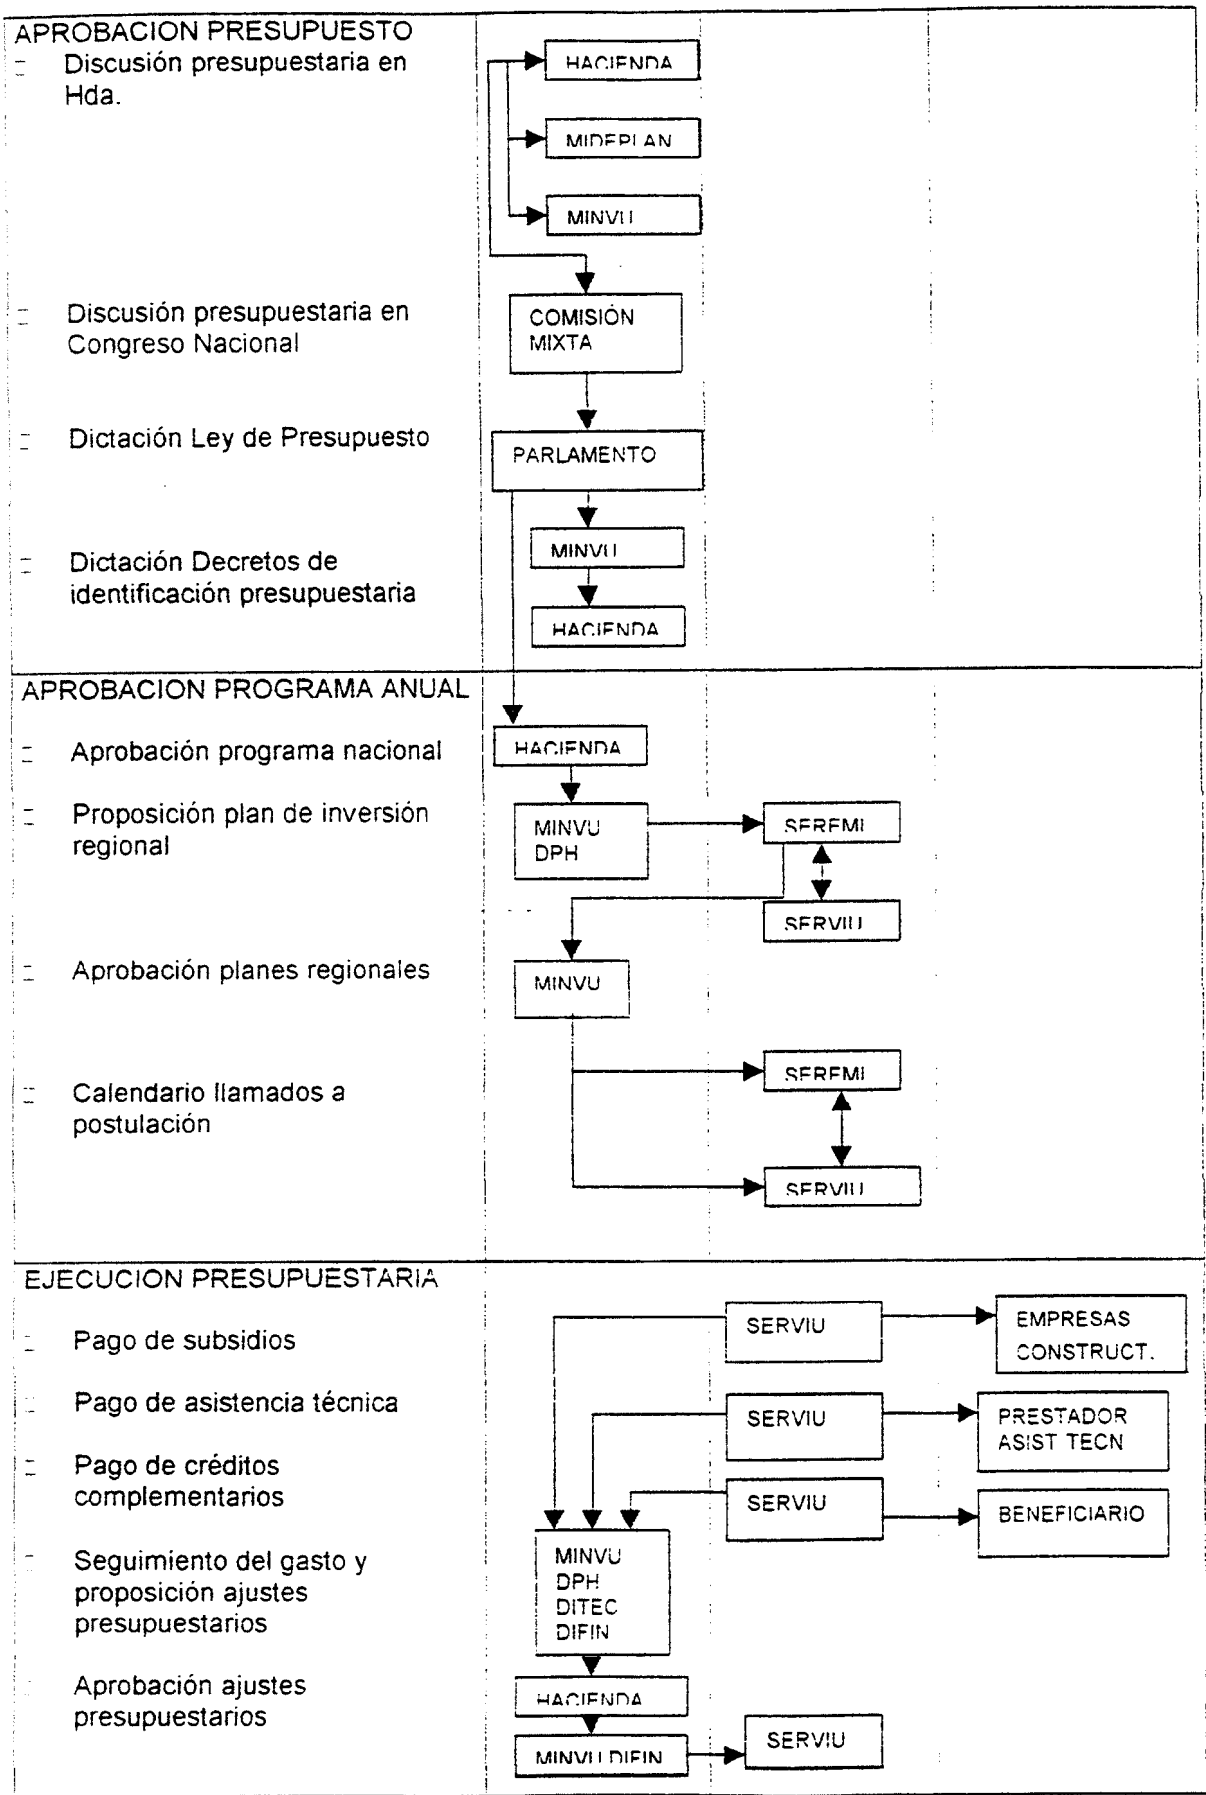 APROBACION PRESUPUESTO
Discusión presupuestaria en
Hda.
HACIENDA
MIDEPLAN
MINVU
Discusión presupuestaria en
Congreso Nacional
COMISIÓN
MIXTA
Dictación Ley de Presupuesto
PARLAMENTO
Dictación Decretos de
identificación presupuestaria
MINVU
HACIENDA
APROBACION PROGRAMA ANUAL
Aprobación programa nacional
HACIENDA
Proposición plan de inversión
regional
MINVU
DPH
SEREMI
SERVIU
Aprobación planes regionales
MINVU
Calendario llamados a
postulación
SEREMI
SERVIU
EJECUCION PRESUPUESTARIA
Pago de subsidios
SERVIU
EMPRESAS
CONSTRUCT.
Pago de asistencia técnica
SERVIU
PRESTADOR
ASIST TECN
Pago de créditos
complementarios
SERVIU
BENEFICIARIO
Seguimiento del gasto y
proposición ajustes
presupuestarios
MINVU
DPH
DITEC
DIFIN
Aprobación ajustes
presupuestarios
HACIENDA
MINVU DIFIN
SERVIU